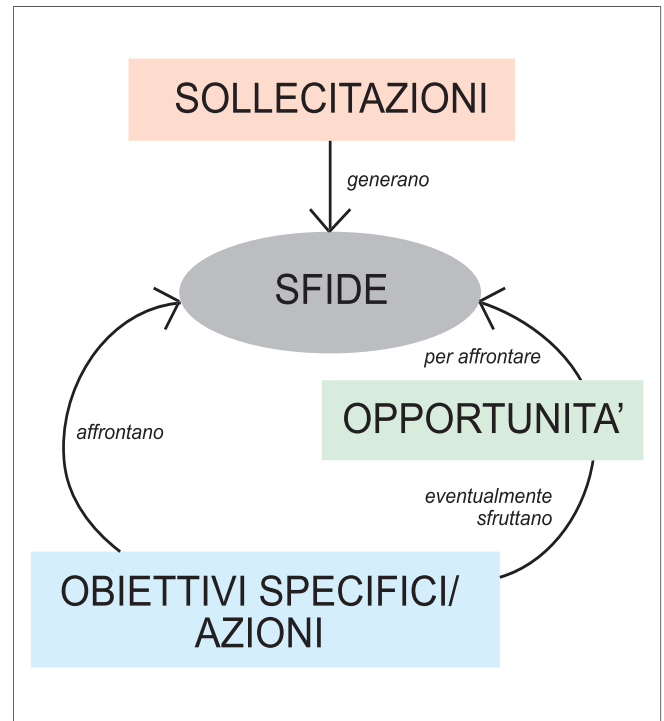 SOLLECITAZIONI
generano
SFIDE
per affrontare
OPPORTUNITA’
affrontano
eventualmente
sfruttano
OBIETTIVI SPECIFICI/
AZIONI